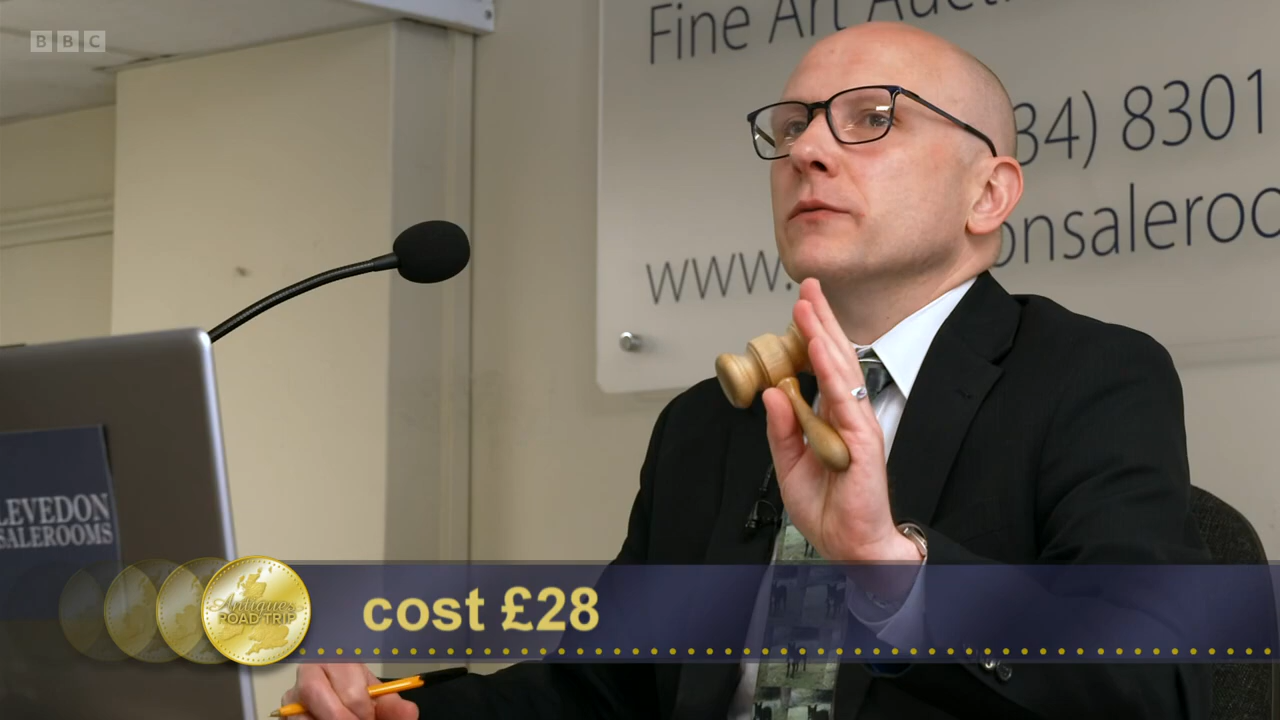 BBC
Fine Art Aucti
34) 8301
www.
onsaleroo
LEVEDON
SALEROOMS
Antiques
ROAD TRIP
cost £28